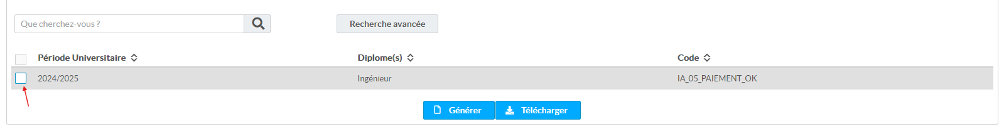 Que cherchez-vous ?
Recherche avancée
Période Universitaire Diplome(s) Code
2024/2025 Ingénieur IA_05_PAIEMENT_OK
Générer Télécharger